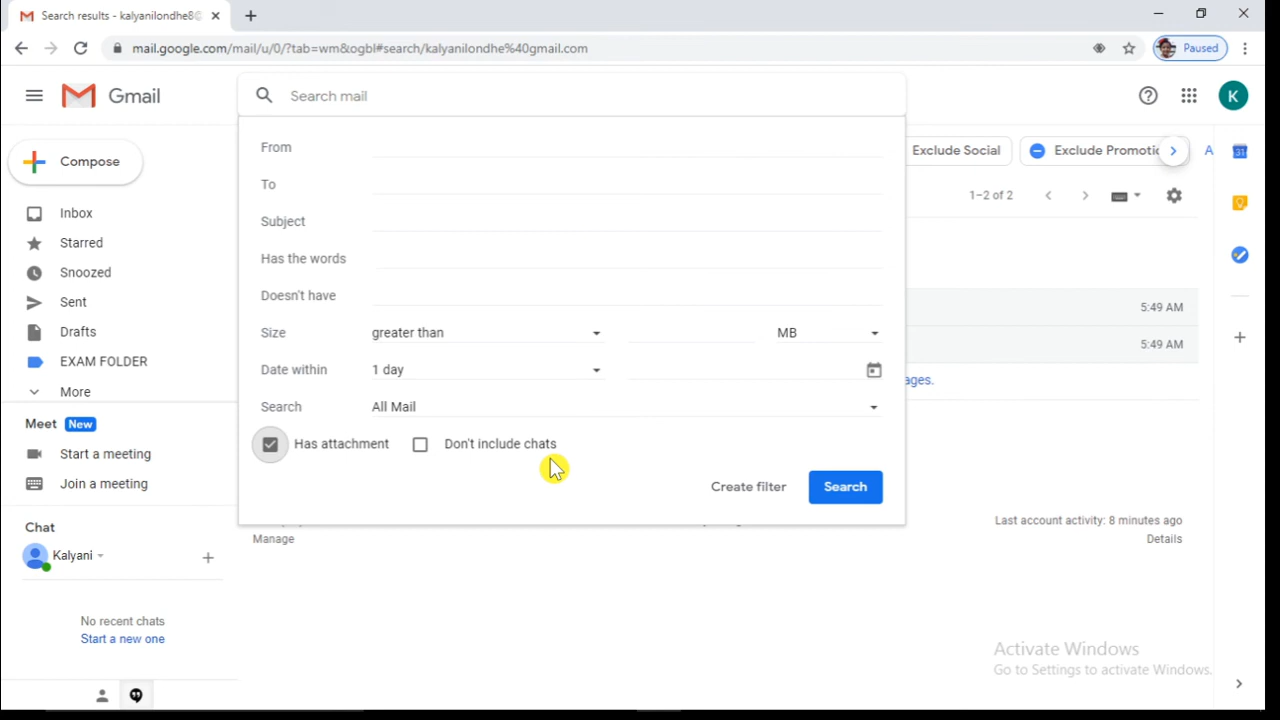 Search results - kalyanilondhe8@
mail.google.com/mail/u/0/?tab=wm&ogbl#search/kalyanilondhe%40gmail.com
Paused
Gmail
Search mail
K
Compose
Inbox
Starred
Snoozed
Sent
Drafts
EXAM FOLDER
More
Meet New
Start a meeting
Join a meeting
Chat
Kalyani
No recent chats
Start a new one
From
To
Subject
Has the words
Doesn't have
Size greater than MB
Date within 1 day
Search All Mail
Has attachment Don't include chats
Create filter Search
Manage
Exclude Social Exclude Promotic A
1–2 of 2
5:49 AM
5:49 AM
ages.
Last account activity: 8 minutes ago
Details
31
Activate Windows
Go to Settings to activate Windows.